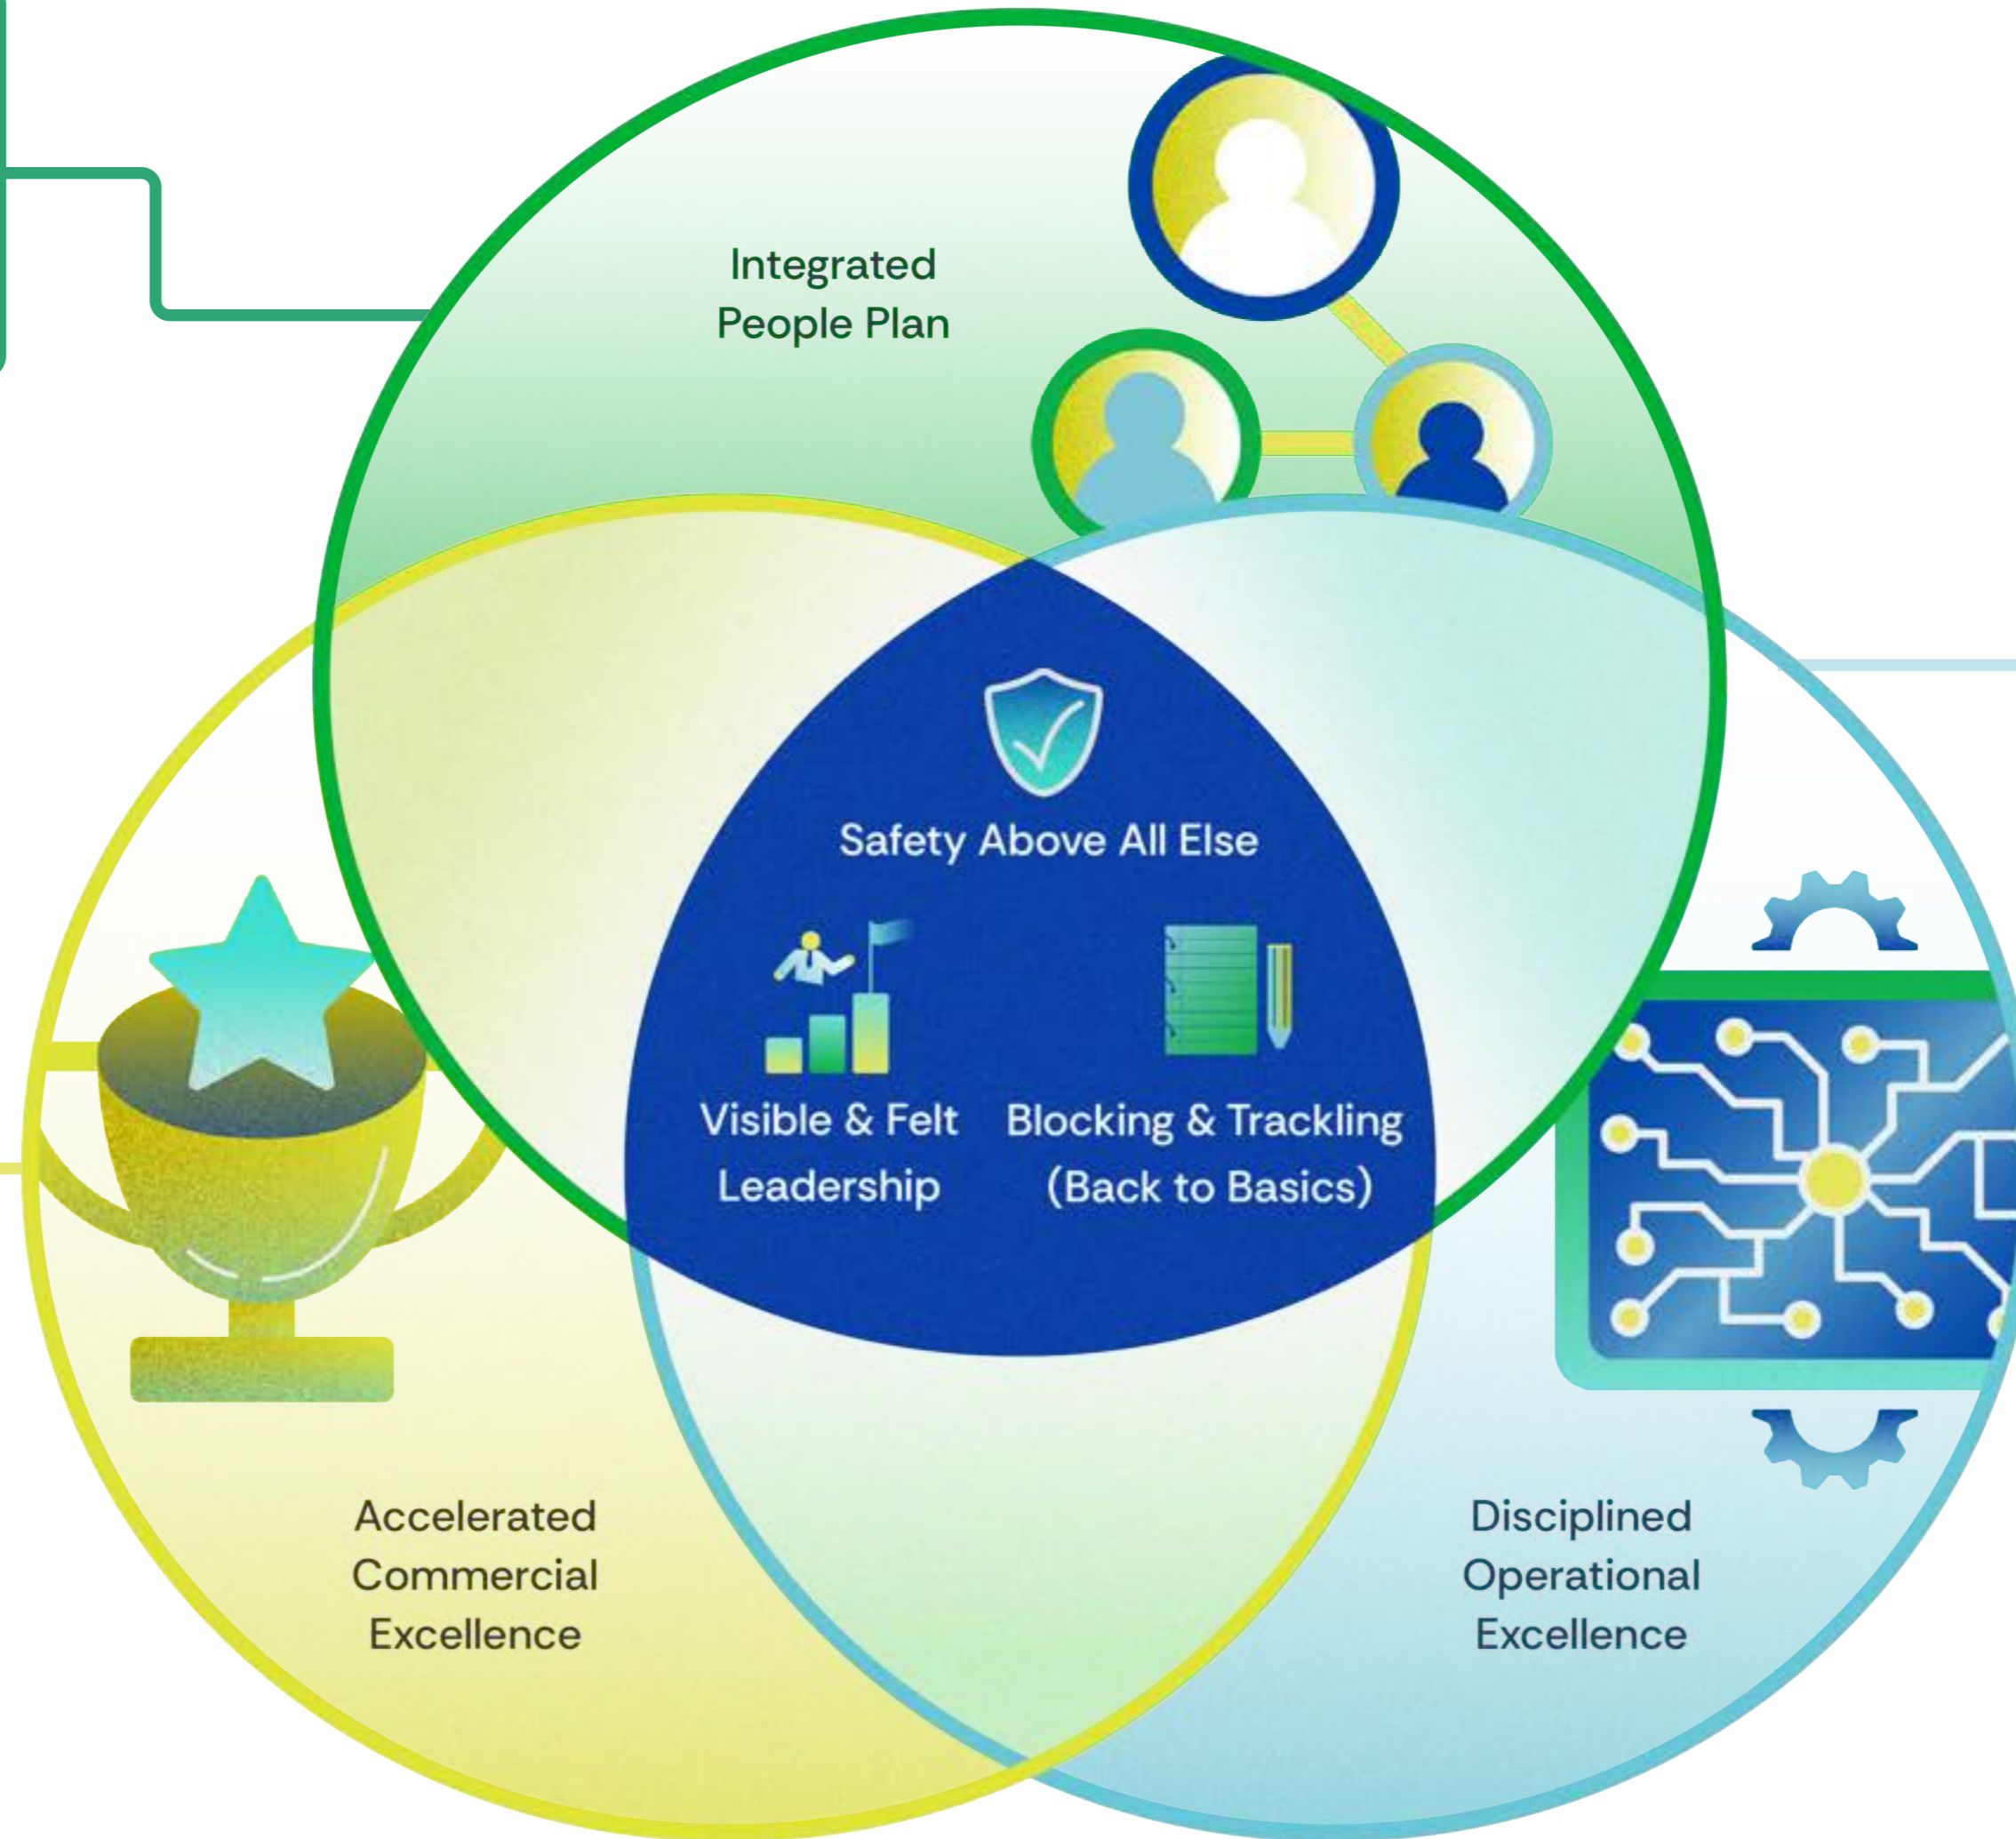 Integrated
People Plan
Safety Above All Else
Visible & Felt
Leadership
Blocking & Trackling
(Back to Basics)
Accelerated
Commercial
Excellence
Disciplined
Operational
Excellence